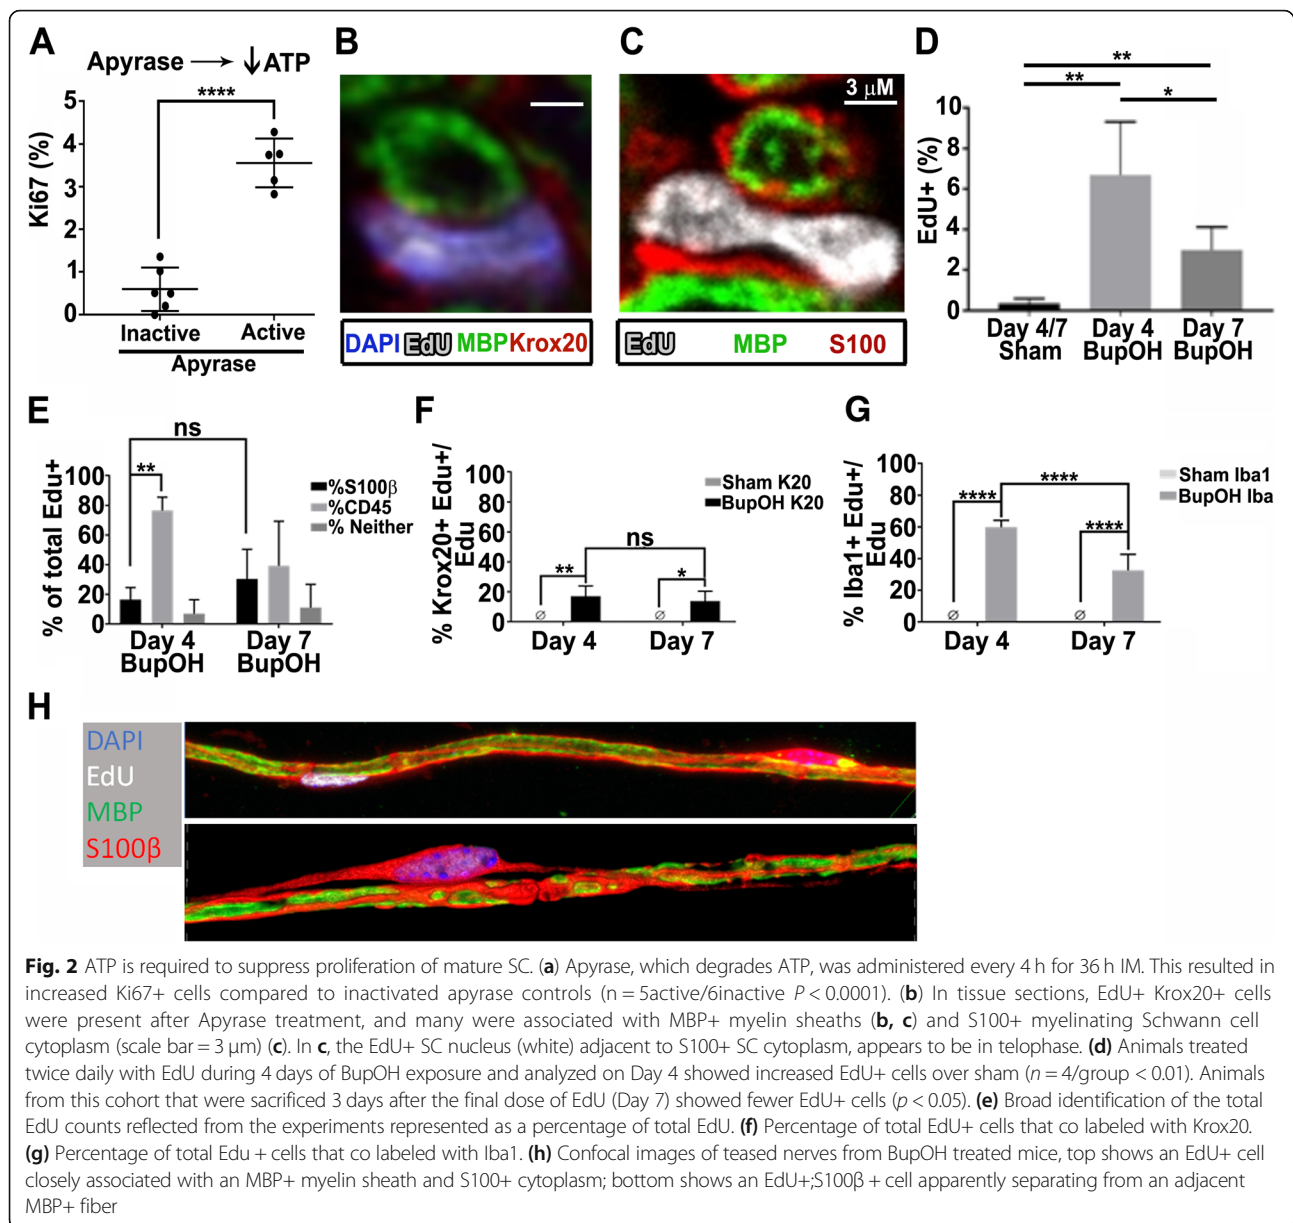 A
Apyrase → ↓ATP
****
Ki67 (%)
5
4
3
2
1
0
Inactive Active
Apyrase
B
DAPI EdU MBP Krox20
C
3 μM
EdU MBP S100
D
**
** *
EdU+ (%)
10
8
6
4
2
0
Day 4/7 Day 4 Day 7
Sham BupOH BupOH
E
ns
**
% of total Edu+
100
80
60
40
20
0
%S100β
%CD45
% Neither
Day 4 Day 7
BupOH BupOH
F
% Krox20+ Edu+/
Edu
100
80
60
40
20
0
Sham K20
BupOH K20
ns
** *
∅ ∅
Day 4 Day 7
G
% Iba1+ Edu+/
Edu
100
80
60
40
20
0
Sham Iba1
BupOH Iba
****
****
****
∅ ∅
Day 4 Day 7
H
DAPI
EdU
MBP
S100β
Fig. 2 ATP is required to suppress proliferation of mature SC. (a) Apyrase, which degrades ATP, was administered every 4 h for 36 h IM. This resulted in
increased Ki67+ cells compared to inactivated apyrase controls (n = 5active/6inactive P < 0.0001). (b) In tissue sections, EdU+ Krox20+ cells
were present after Apyrase treatment, and many were associated with MBP+ myelin sheaths (b, c) and S100+ myelinating Schwann cell
cytoplasm (scale bar = 3 μm) (c). In c, the EdU+ SC nucleus (white) adjacent to S100+ SC cytoplasm, appears to be in telophase. (d) Animals treated
twice daily with EdU during 4 days of BupOH exposure and analyzed on Day 4 showed increased EdU+ cells over sham (n = 4/group < 0.01). Animals
from this cohort that were sacrificed 3 days after the final dose of EdU (Day 7) showed fewer EdU+ cells (p < 0.05). (e) Broad identification of the total
EdU counts reflected from the experiments represented as a percentage of total EdU. (f) Percentage of total EdU+ cells that co labeled with Krox20.
(g) Percentage of total Edu + cells that co labeled with Iba1. (h) Confocal images of teased nerves from BupOH treated mice, top shows an EdU+ cell
closely associated with an MBP+ myelin sheath and S100+ cytoplasm; bottom shows an EdU+;S100β + cell apparently separating from an adjacent
MBP+ fiber